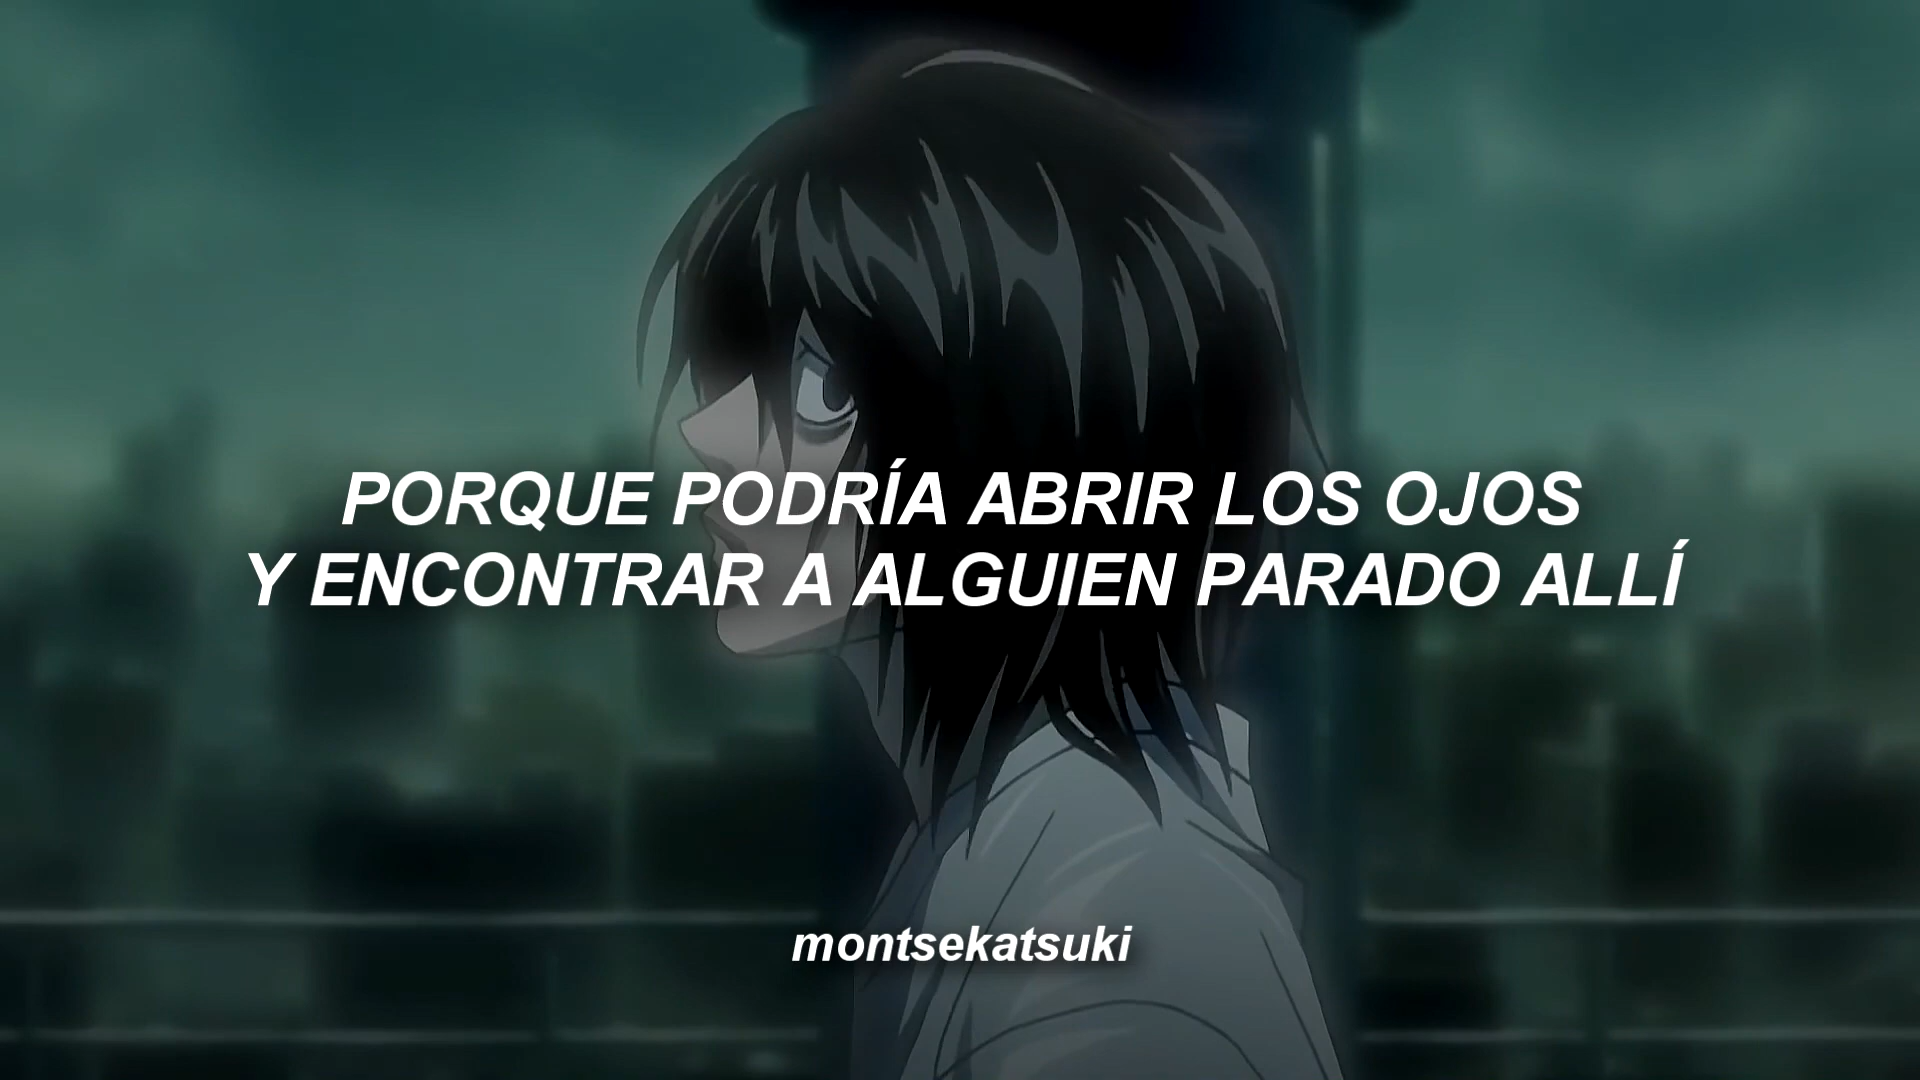 PORQUE PODRÍA ABRIR LOS OJOS
Y ENCONTRAR A ALGUIEN PARADO ALLÍ
montsekatsuki